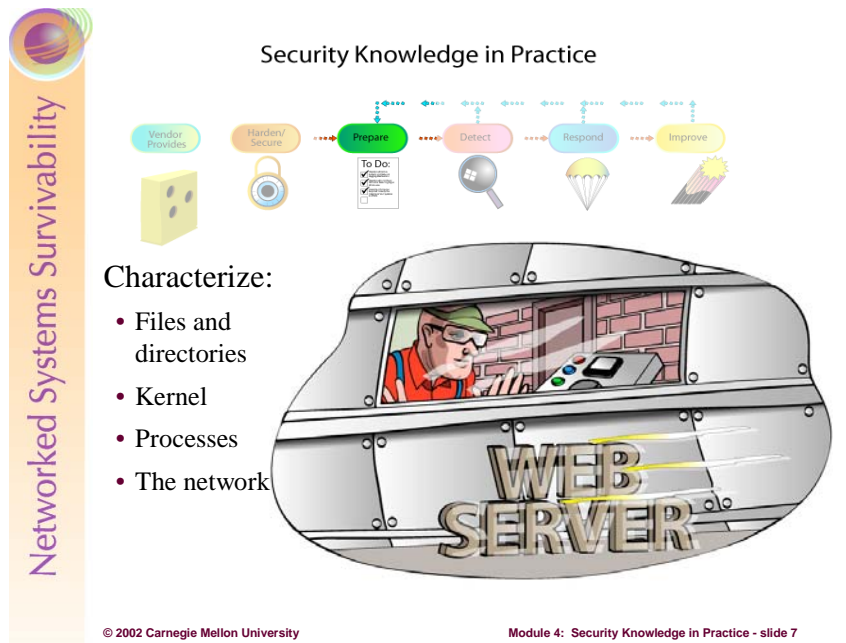 Networked Systems Survivability
Security Knowledge in Practice
Vendor
Provides
Harden/
Secure
Prepare
Detect
Respond
Improve
To Do:
Characterize:
• Files and
directories
• Kernel
• Processes
• The network
WEB
SERVER
© 2002 Carnegie Mellon University
Module 4: Security Knowledge in Practice - slide 7